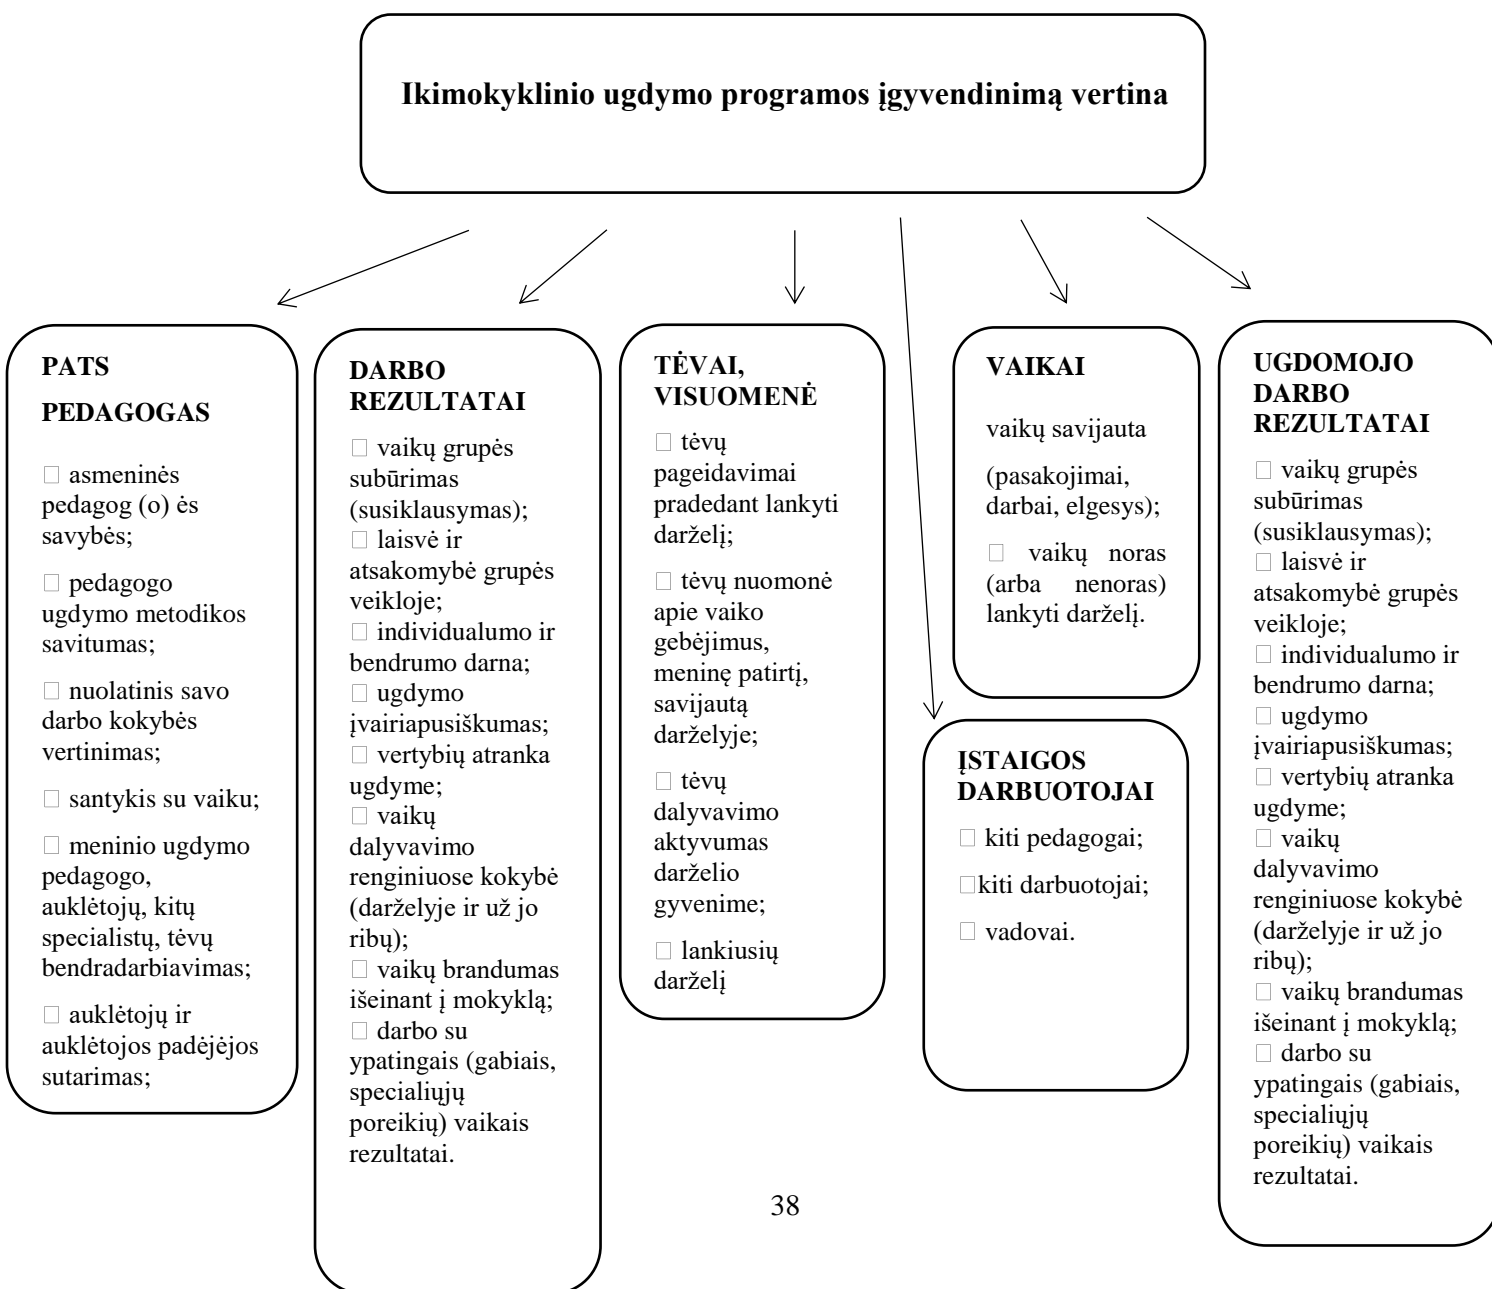 Ikimokyklinio ugdymo programos įgyvendinimą vertina
PATS
PEDAGOGAS
□ asmeninės
pedagog (o) ės
savybės;
□ pedagogo
ugdymo metodikos
savitumas;
□ nuolatinis savo
darbo kokybės
vertinimas;
□ santykis su vaiku;
□ meninio ugdymo
pedagogo,
auklėtojų, kitų
specialistų, tėvų
bendradarbiavimas;
□ auklėtojų ir
auklėtojos padėjėjos
sutarimas;
DARBO
REZULTATAI
□ vaikų grupės
subūrimas
(susiklausymas);
□ laisvė ir
atsakomybė grupės
veikloje;
□ individualumo ir
bendrumo darna;
□ ugdymo
įvairiapusiškumas;
□ vertybių atranka
ugdyme;
□ vaikų
dalyvavimo
renginiuose kokybė
(darželyje ir už jo
ribų);
□ vaikų brandumas
išeinant į mokyklą;
□ darbo su
ypatingais (gabiais,
specialiųjų
poreikių) vaikais
rezultatai.
TĖVAI,
VISUOMENĖ
□ tėvų
pageidavimai
pradedant lankyti
darželį;
□ tėvų nuomonė
apie vaiko
gebėjimus,
meninę patirtį,
savijautą
darželyje;
□ tėvų
dalyvavimo
aktyvumas
darželio
gyvenime;
□ lankiusių
darželį
VAIKAI
vaikų savijauta
(pasakojimai,
darbai, elgesys);
□ vaikų noras
(arba nenoras)
lankyti darželį.
ĮSTAIGOS
DARBUOTOJAI
□ kiti pedagogai;
□kiti darbuotojai;
□ vadovai.
UGDOMOJO
DARBO
REZULTATAI
□ vaikų grupės
subūrimas
(susiklausymas);
□ laisvė ir
atsakomybė grupės
veikloje;
□ individualumo ir
bendrumo darna;
□ ugdymo
įvairiapusiškumas;
□ vertybių atranka
ugdyme;
□ vaikų
dalyvavimo
renginiuose kokybė
(darželyje ir už jo
ribų);
□ vaikų brandumas
išeinant į mokyklą;
□ darbo su
ypatingais (gabiais,
specialiųjų
poreikių) vaikais
rezultatai.
38